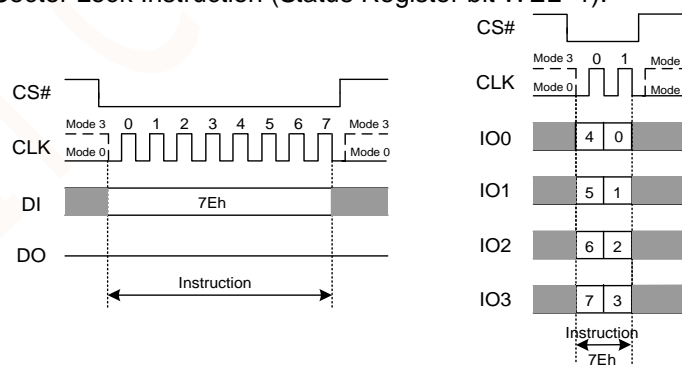 Sector Lock Instruction (Status Register bit WEL=1).
CS#
Mode 3 0 1 2 3 4 5 6 7 Mode 3
CLK
Mode 0 Mode 0
DI 7Eh
DO
Instruction
CS#
Mode 3 0 1 Mode
CLK
Mode 0 Mode
IO0 4 0
IO1 5 1
IO2 6 2
IO3 7 3
Instruction
7Eh